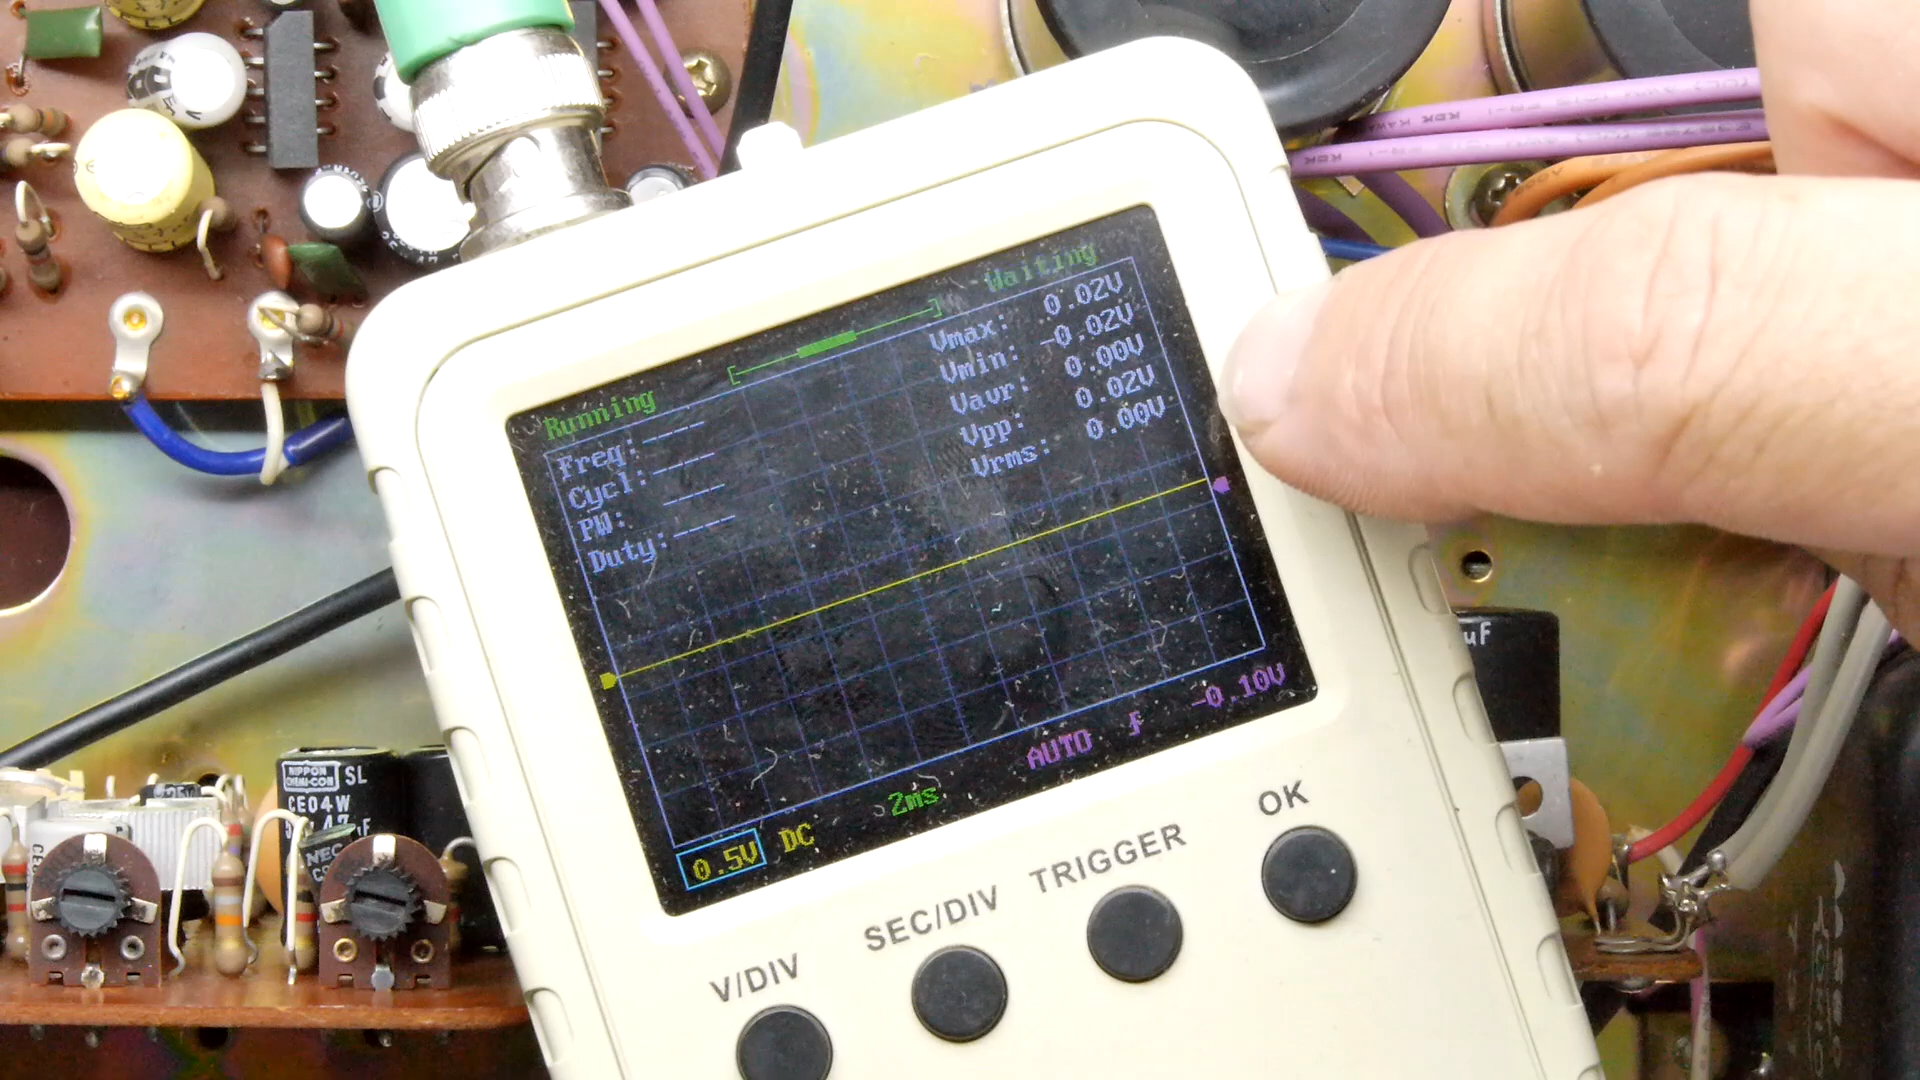 Running
Waiting
Freq:----
Cycl:----
PW: ----
Duty:----
Vmax: 0.02V
Vmin: -0.02V
Vavr: 0.00V
Vpp: 0.02V
Vrms: 0.00V
0.5V DC
2ms
AUTO
-0.10V
V/DIV
SEC/DIV
TRIGGER
OK
NIPPON
CHEMI-CON
SL
CE04W
NEC
uF
KDK